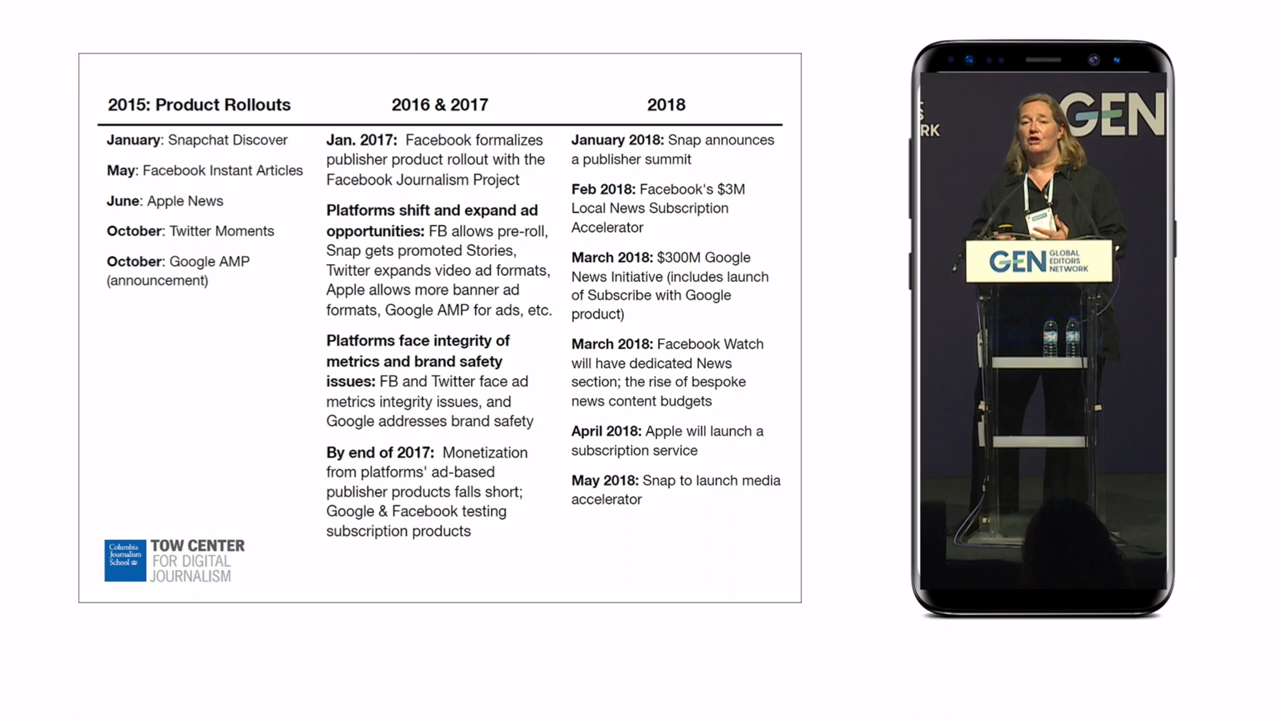 2015: Product Rollouts
January: Snapchat Discover
May: Facebook Instant Articles
June: Apple News
October: Twitter Moments
October: Google AMP
(announcement)
2016 & 2017
Jan. 2017: Facebook formalizes
publisher product rollout with the
Facebook Journalism Project
Platforms shift and expand ad
opportunities: FB allows pre-roll,
Snap gets promoted Stories,
Twitter expands video ad formats,
Apple allows more banner ad
formats, Google AMP for ads, etc.
Platforms face integrity of
metrics and brand safety
issues: FB and Twitter face ad
metrics integrity issues, and
Google addresses brand safety
By end of 2017: Monetization
from platforms' ad-based
publisher products falls short;
Google & Facebook testing
subscription products
2018
January 2018: Snap announces
a publisher summit
Feb 2018: Facebook's $3M
Local News Subscription
Accelerator
March 2018: $300M Google
News Initiative (includes launch
of Subscribe with Google
product)
March 2018: Facebook Watch
will have dedicated News
section; the rise of bespoke
news content budgets
April 2018: Apple will launch a
subscription service
May 2018: Snap to launch media
accelerator
Columbia
Journalism
School
TOW CENTER
FOR DIGITAL
JOURNALISM
GEN
RK
GEN
GLOBAL
EDITORS
NETWORK